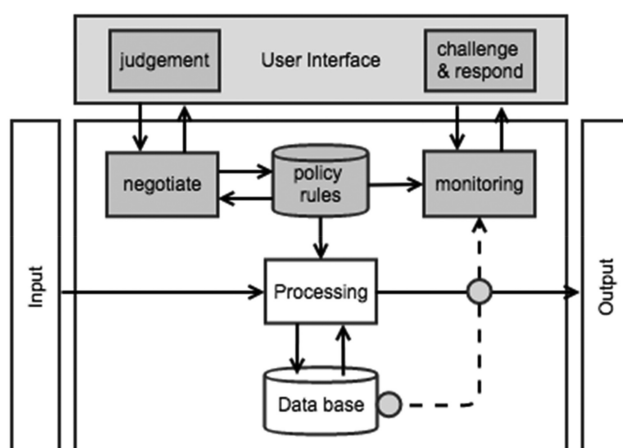 judgement
User Interface
challenge
& respond
negotiate
policy
rules
monitoring
Input
Processing
Output
Data base